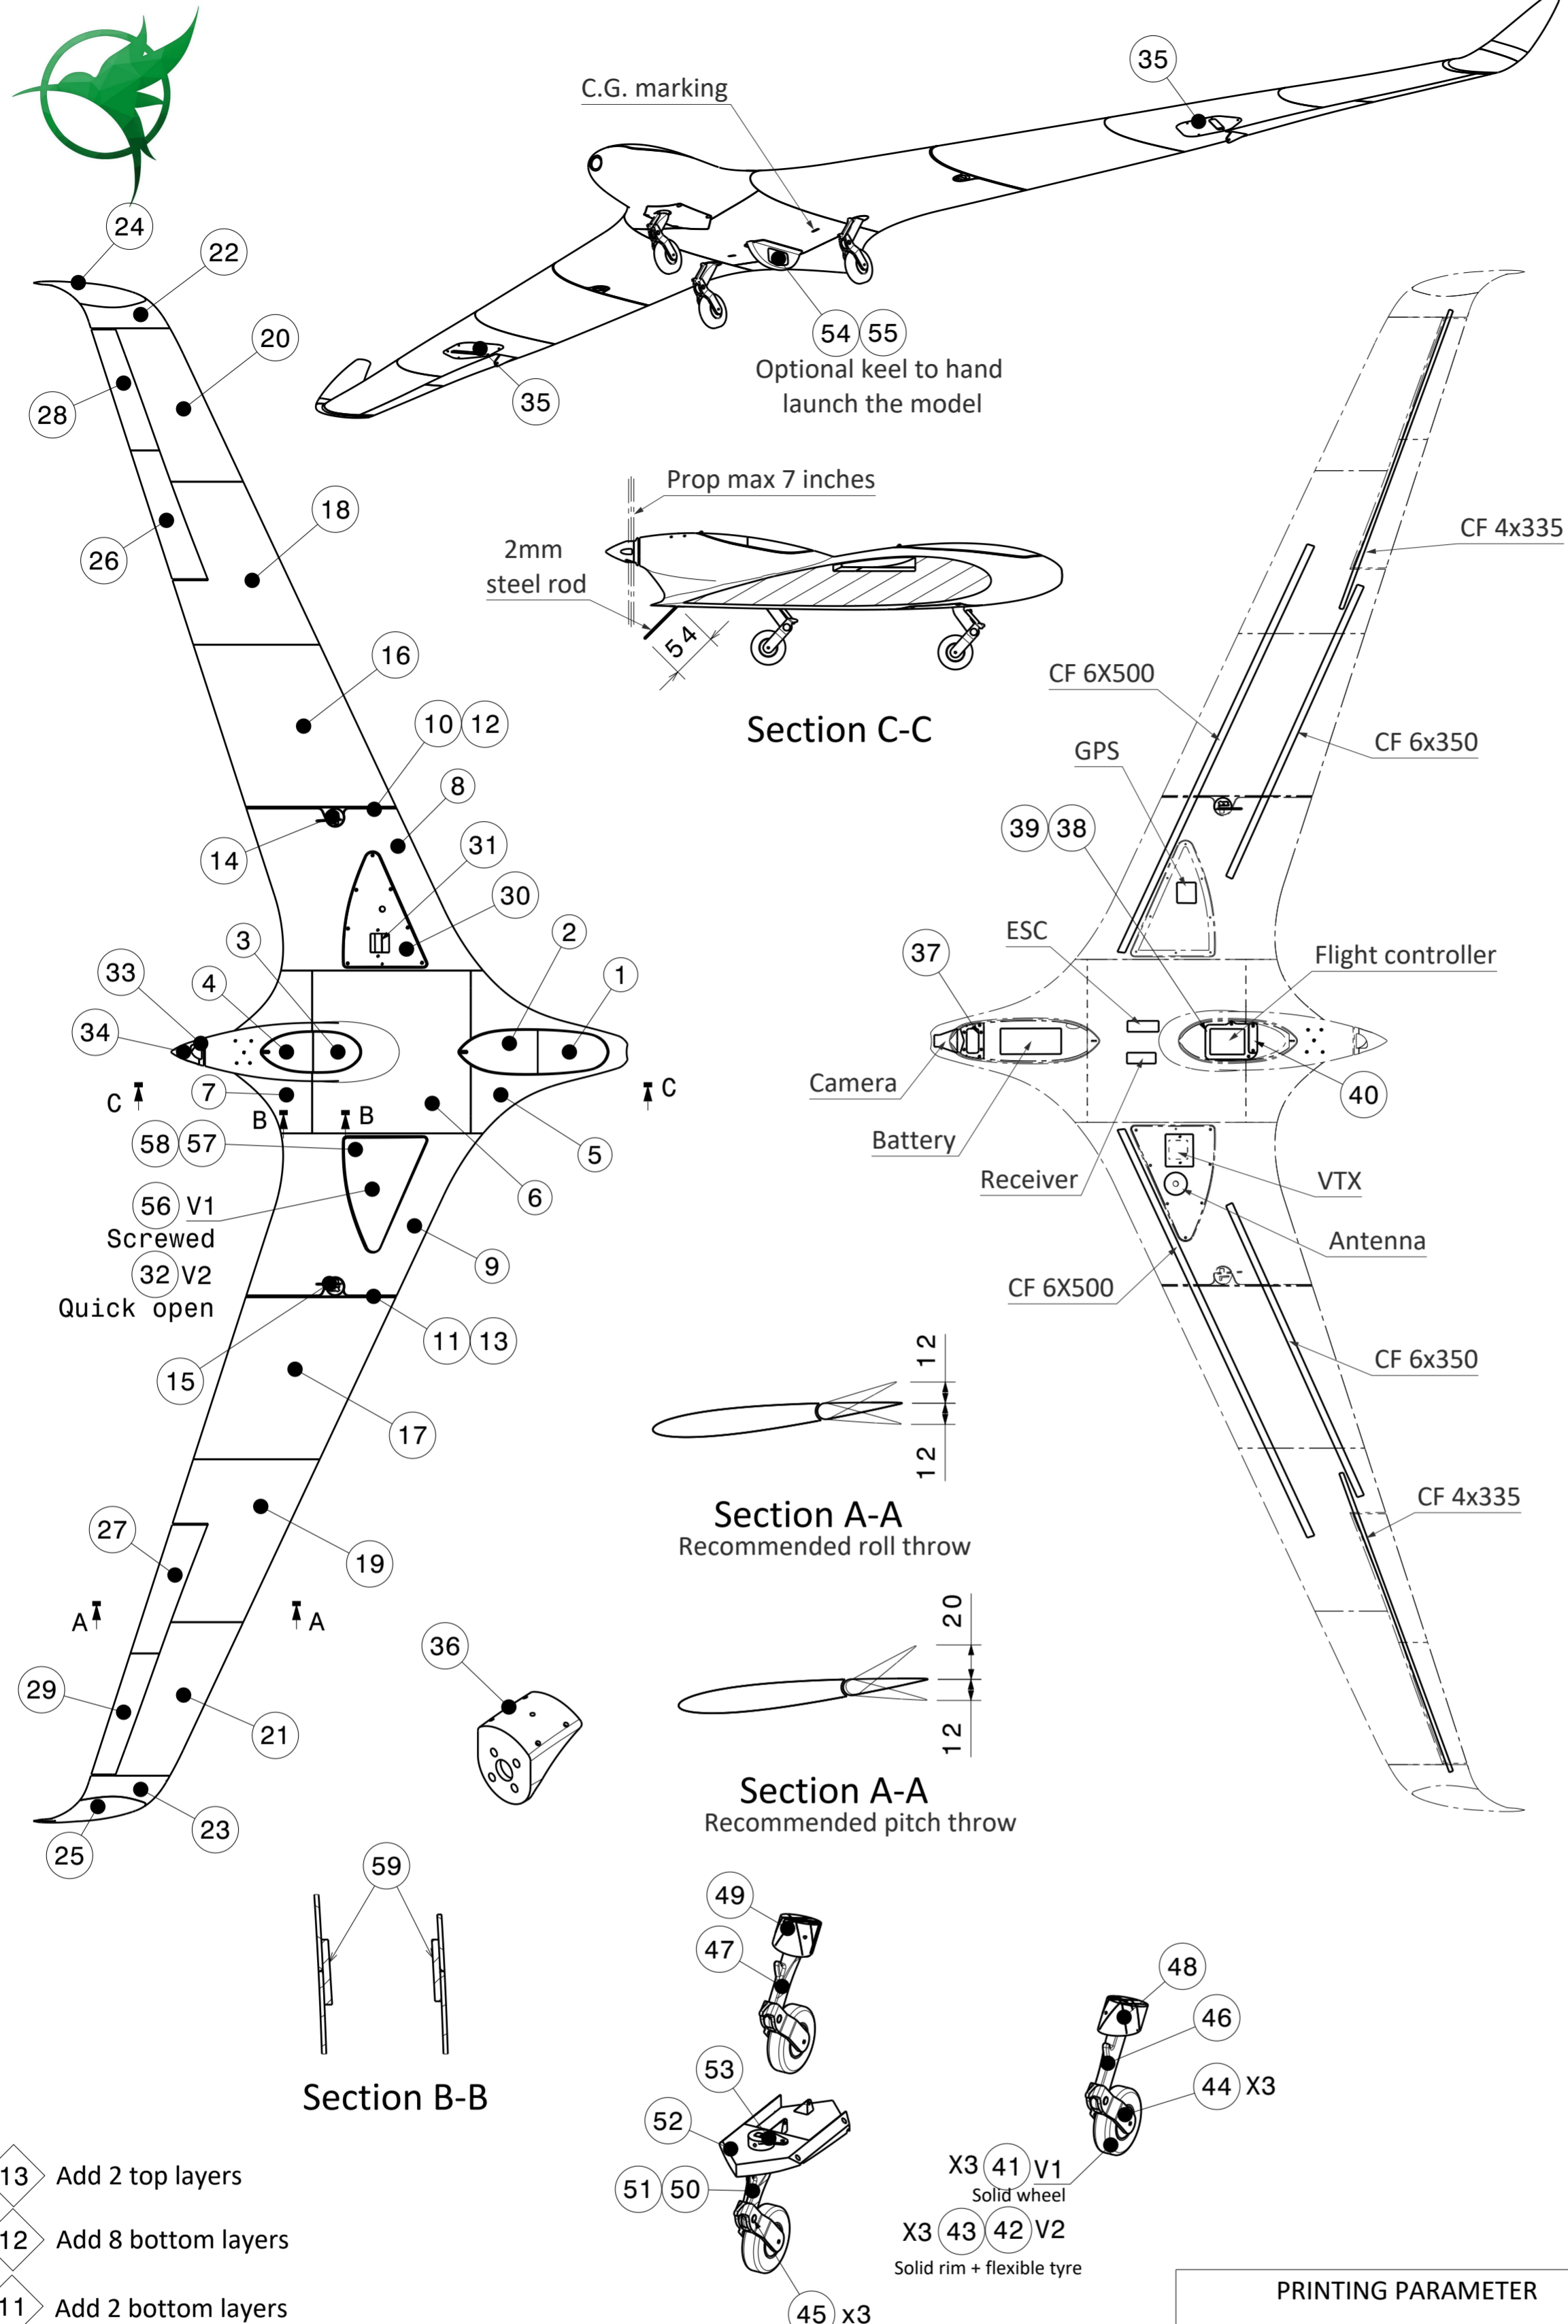 C.G. marking
35
24
22
20
28
54 55
Optional keel to hand
launch the model
35
Prop max 7 inches
18
26
2mm
steel rod
CF 4x335
54
16
CF 6X500
Section C-C
10 12
CF 6x350
GPS
8
14
31
39 38
30
ESC
2
3
37
Flight controller
33
4
1
34
C
7
B
B
C
Camera
40
58 57
5
Battery
6
Receiver
VTX
56 V1
Screwed
9
Antenna
32 V2
Quick open
CF 6X500
11 13
15
12
CF 6x350
17
12
Section A-A
Recommended roll throw
CF 4x335
27
19
A
A
20
36
29
21
12
Section A-A
Recommended pitch throw
23
25
59
49
47
48
46
Section B-B
53
44 X3
52
13 Add 2 top layers
X3 41 V1
Solid wheel
51 50
12 Add 8 bottom layers
X3 43 42 V2
Solid rim + flexible tyre
11 Add 2 bottom layers
45 x3
PRINTING PARAMETER